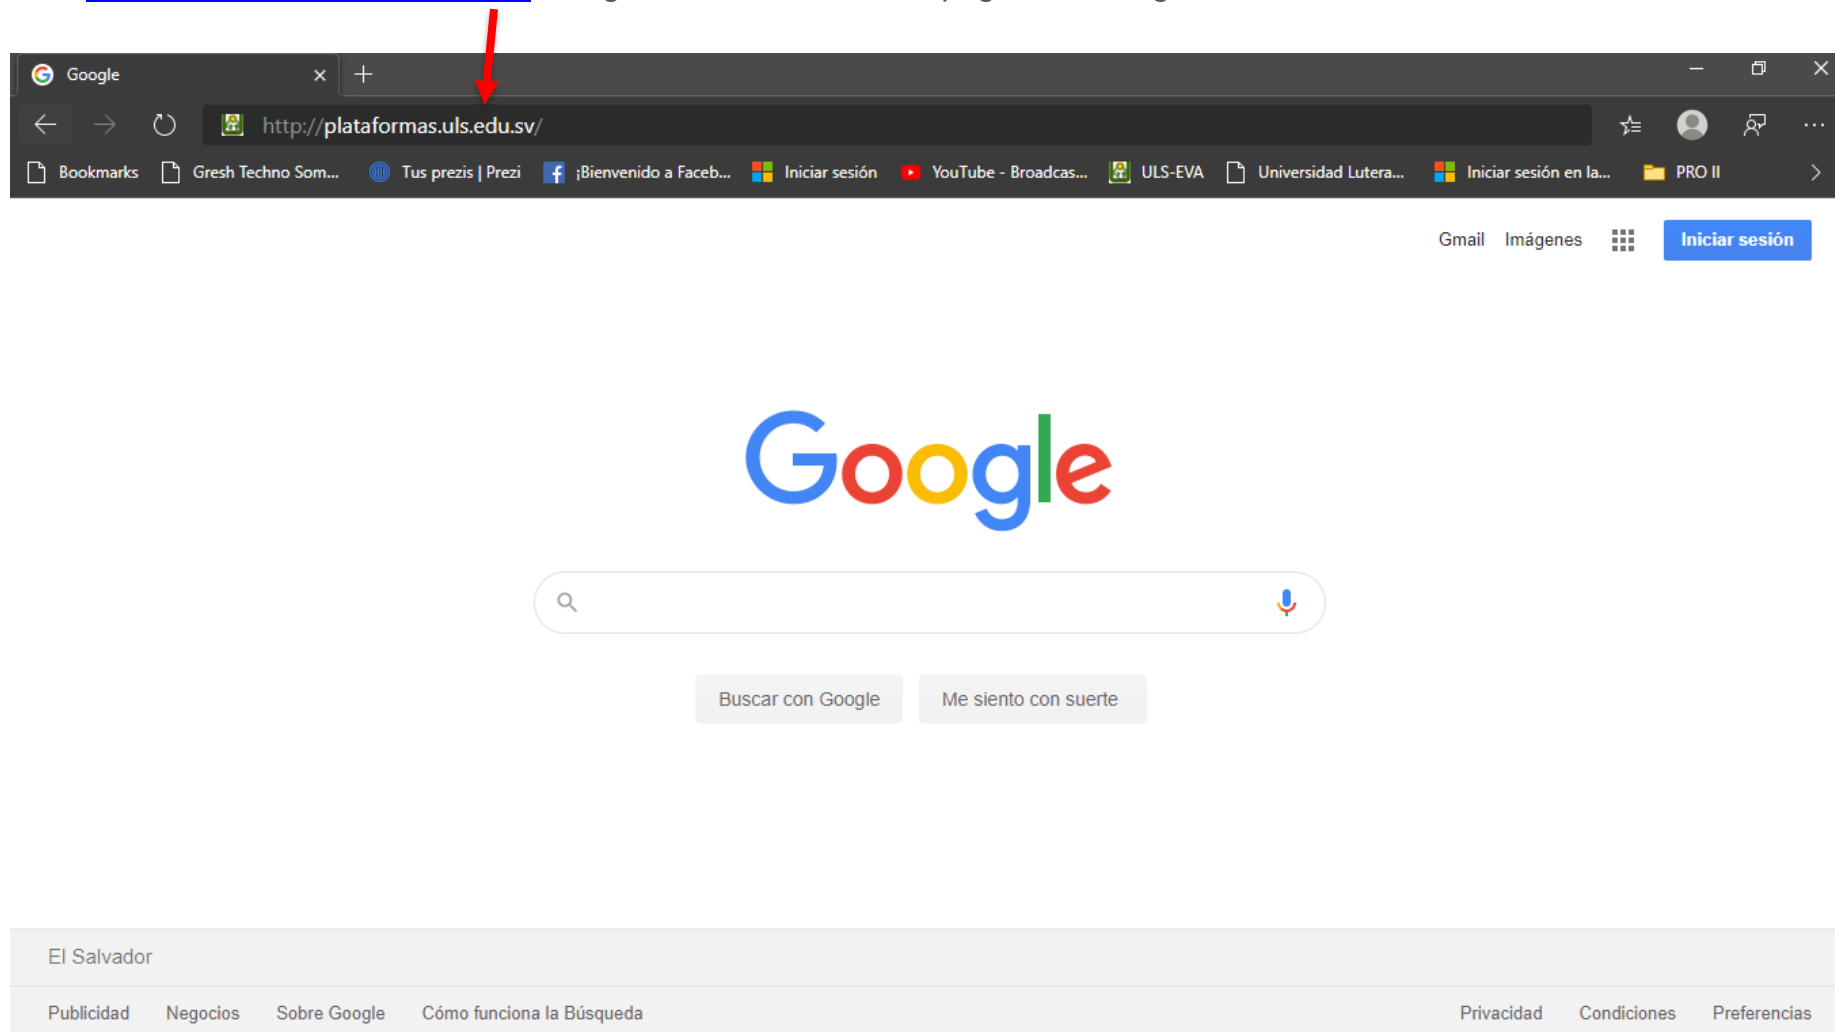 Google
http://plataformas.uls.edu.sv/
Bookmarks Gresh Techno Som... Tus prezis | Prezi ¡Bienvenido a Faceb... Iniciar sesión YouTube - Broadcas... ULS-EVA Universidad Lutera... Iniciar sesión en la... PRO II
Gmail Imágenes Iniciar sesión
Google
Buscar con Google Me siento con suerte
El Salvador
Publicidad Negocios Sobre Google Cómo funciona la Búsqueda Privacidad Condiciones Preferencias